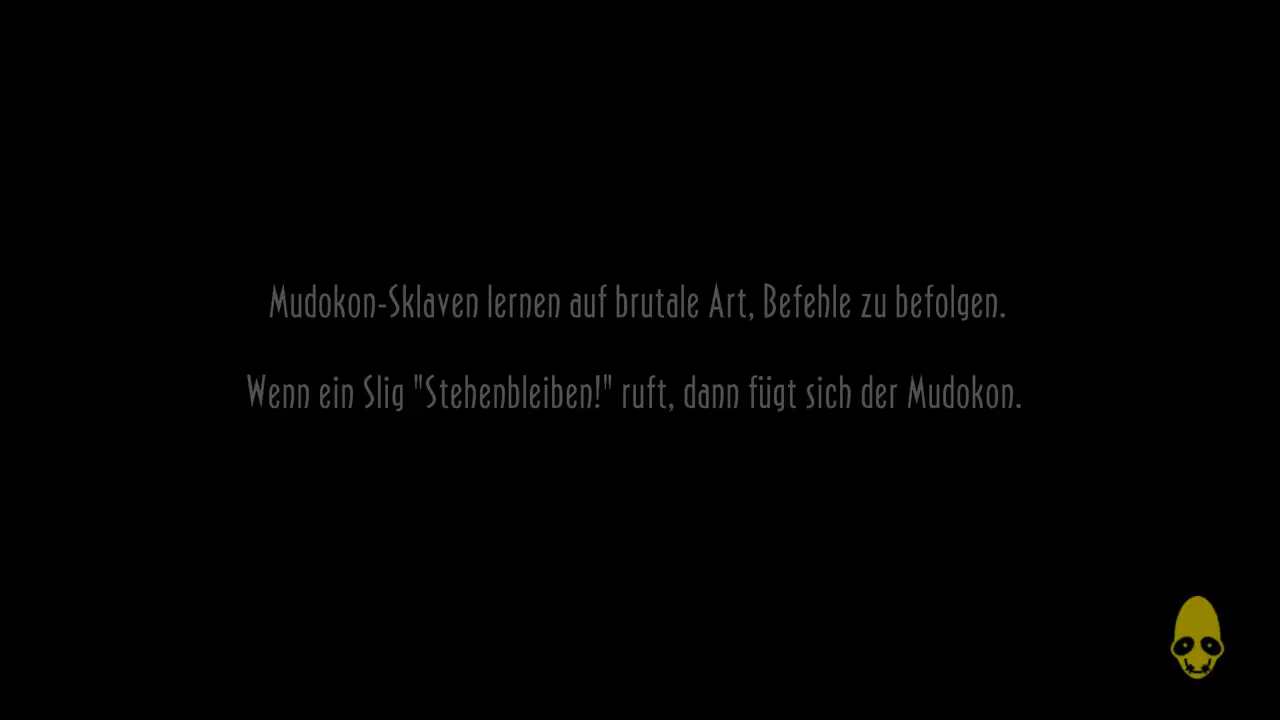 Mudokon-Sklaven lernen auf brutale Art, Befehle zu befolgen.
Wenn ein Slig "Stehenbleiben!" ruft, dann fügt sich der Mudokon.